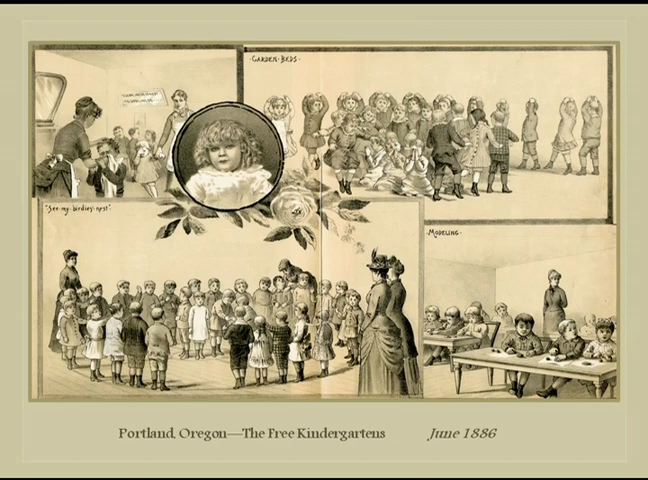 ·GARDEN·BEDS·
"See·my·birdies·nest"
·MODELING·
Portland, Oregon—The Free Kindergartens
June 1886